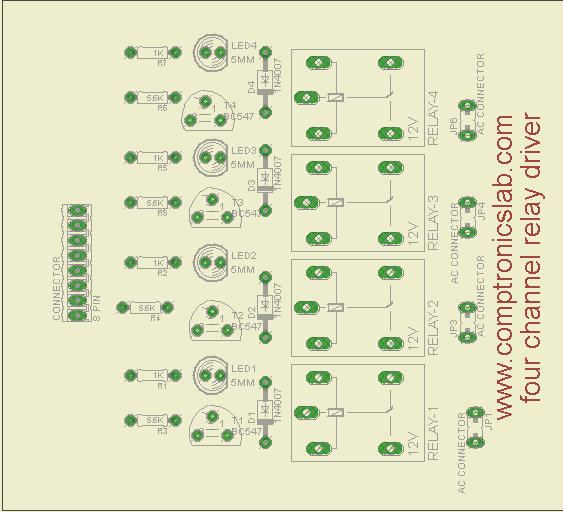 LED4
5MM
1K
R7
D4
1N4007
5.6K
R6
T4
BC547
12V
RELAY-4
JP6
AC CONNECTOR
LED3
5MM
1K
R5
D3
1N4007
5.6K
R8
T3
BC547
12V
RELAY-3
JP4
AC CONNECTOR
CONNECTOR
8 PIN
LED2
5MM
1K
R2
D2
1N4007
5.6K
R4
T2
BC547
12V
RELAY-2
JP3
AC CONNECTOR
LED1
5MM
1K
R1
D1
1N4007
5.6K
R3
T1
BC547
12V
RELAY-1
JP1
AC CONNECTOR
www.comptronicslab.com
four channel relay driver